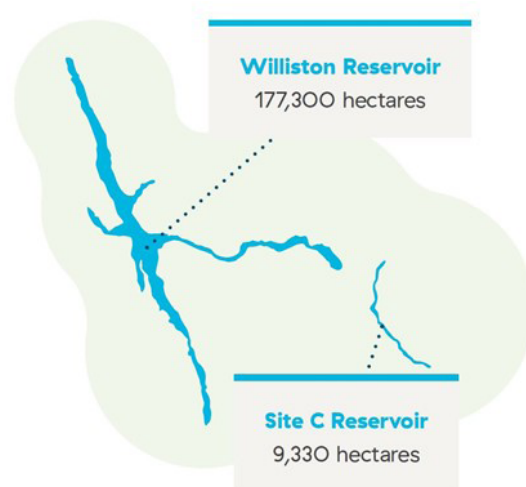 Williston Reservoir
177,300 hectares
Site C Reservoir
9,330 hectares